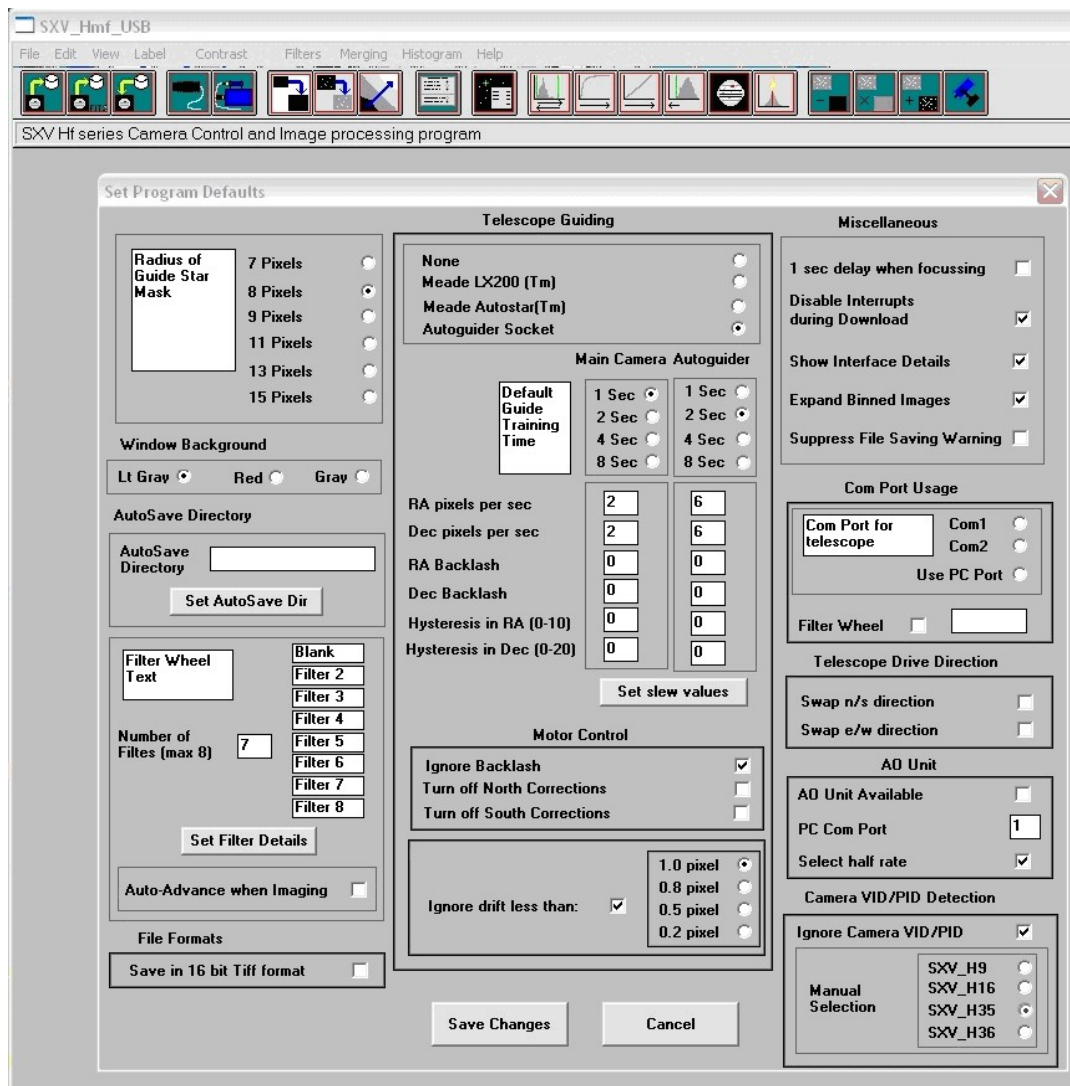 SXV_Hmf_USB
File Edit View Label Contrast Filters Merging Histogram Help
SXV Hf series Camera Control and Image processing program
Set Program Defaults
Radius of
Guide Star
Mask
7 Pixels
8 Pixels
9 Pixels
11 Pixels
13 Pixels
15 Pixels
Window Background
Lt Gray Red Gray
AutoSave Directory
AutoSave
Directory
Set AutoSave Dir
Filter Wheel
Text
Blank
Filter 2
Filter 3
Filter 4
Filter 5
Filter 6
Filter 7
Filter 8
Number of
Filtes (max 8)
7
Set Filter Details
Auto-Advance when Imaging
File Formats
Save in 16 bit Tiff format
Telescope Guiding
None
Meade LX200 (Tm)
Meade Autostar(Tm)
Autoguider Socket
Main Camera Autoguider
Default
Guide
Training
Time
1 Sec 1 Sec
2 Sec 2 Sec
4 Sec 4 Sec
8 Sec 8 Sec
RA pixels per sec 2 6
Dec pixels per sec 2 6
RA Backlash 0 0
Dec Backlash 0 0
Hysteresis in RA (0-10) 0 0
Hysteresis in Dec (0-20) 0 0
Set slew values
Motor Control
Ignore Backlash
Turn off North Corrections
Turn off South Corrections
Ignore drift less than:
1.0 pixel
0.8 pixel
0.5 pixel
0.2 pixel
Save Changes
Cancel
Miscellaneous
1 sec delay when focussing
Disable Interrupts
during Download
Show Interface Details
Expand Binned Images
Suppress File Saving Warning
Com Port Usage
Com Port for
telescope
Com1
Com2
Use PC Port
Filter Wheel
Telescope Drive Direction
Swap n/s direction
Swap e/w direction
AO Unit
AO Unit Available
PC Com Port 1
Select half rate
Camera VID/PID Detection
Ignore Camera VID/PID
Manual
Selection
SXV_H9
SXV_H16
SXV_H35
SXV_H36